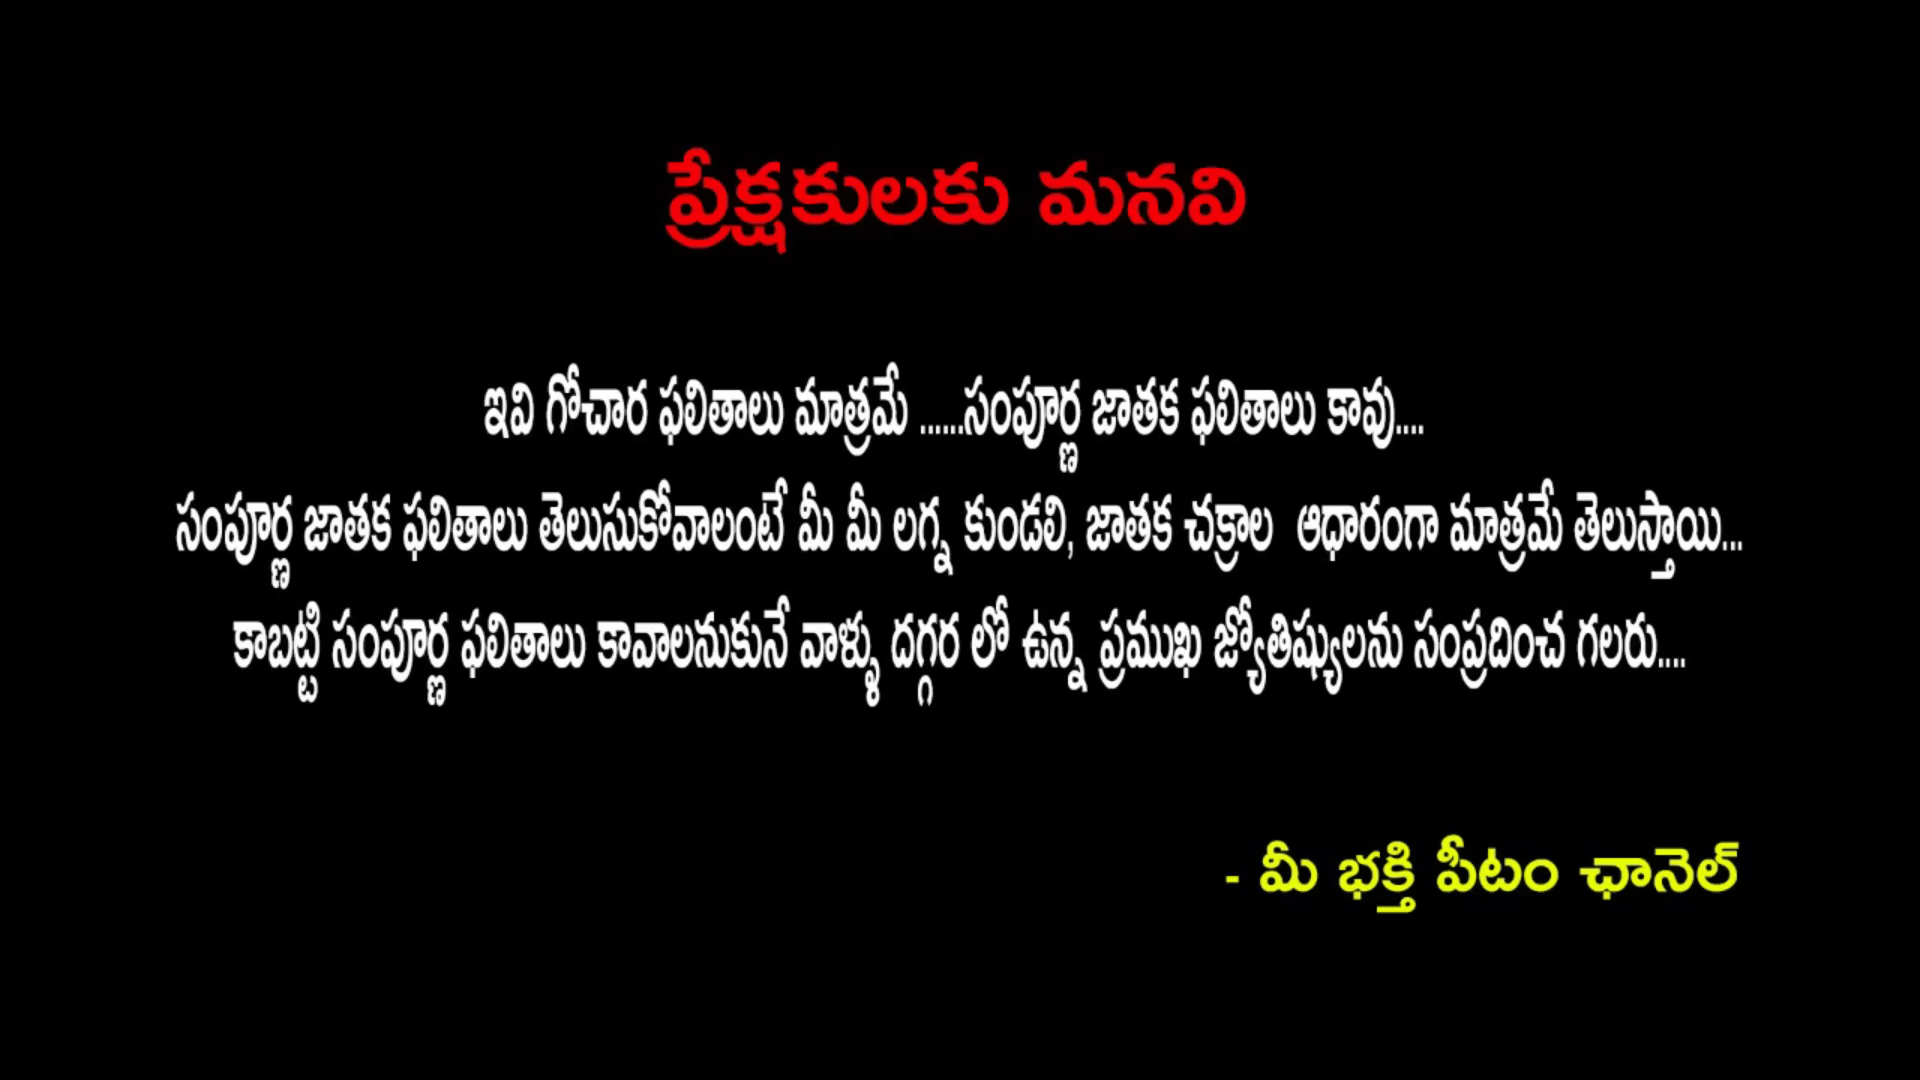 ప్రేక్షకులకు మనవి
ఇవి గోచార ఫలితాలు మాత్రమే ......సంపూర్ణ జాతక ఫలితాలు కావు....
సంపూర్ణ జాతక ఫలితాలు తెలుసుకోవాలంటే మీ మీ లగ్న కుండలి, జాతక చక్రాల ఆధారంగా మాత్రమే తెలుస్తాయి...
కాబట్టి సంపూర్ణ ఫలితాలు కావాలనుకునే వాళ్ళు దగ్గర లో ఉన్న ప్రముఖ జ్యోతిష్యులను సంప్రదించ గలరు....
- మీ భక్తి పీటం ఛానెల్